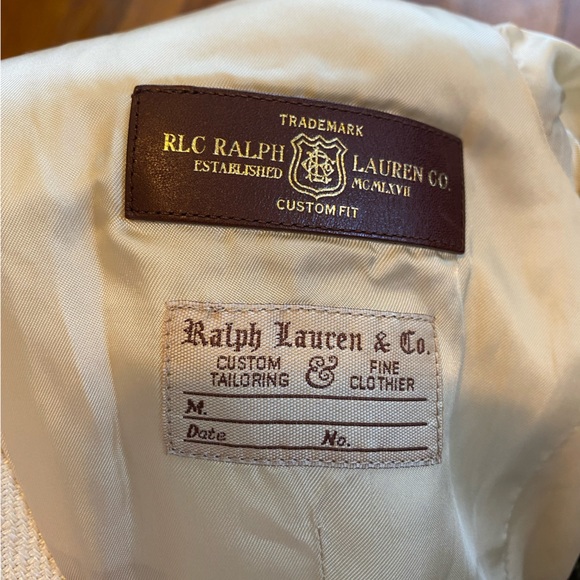 TRADEMARK
RLC RALPH LAUREN CO.
ESTABLISHED MCMLXVII
CUSTOM FIT
Ralph Lauren & Co.
CUSTOM TAILORING & FINE CLOTHIER
M.
Date No.